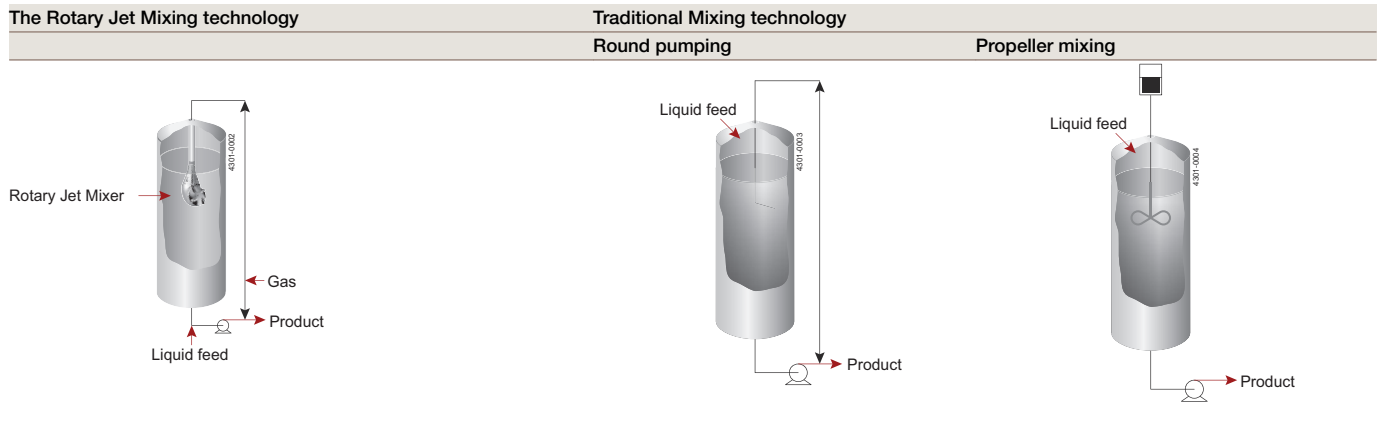 The Rotary Jet Mixing technology
Traditional Mixing technology
Round pumping
Propeller mixing
Rotary Jet Mixer
4301-0002
Gas
Product
Liquid feed
Liquid feed
4301-0003
Product
Liquid feed
4301-0004
Product